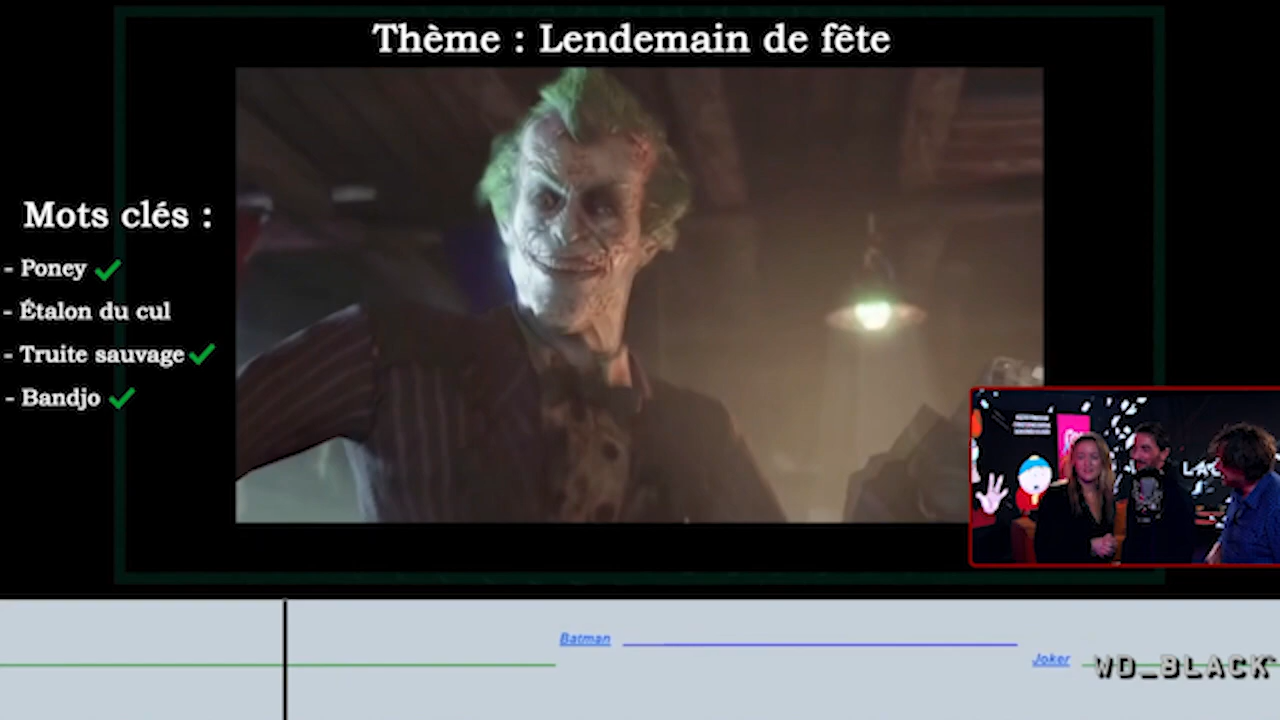 Thème : Lendemain de fête
Mots clés :
- Poney
- Étalon du cul
- Truite sauvage
- Bandjo
Batman
Joker
WD_BLACK